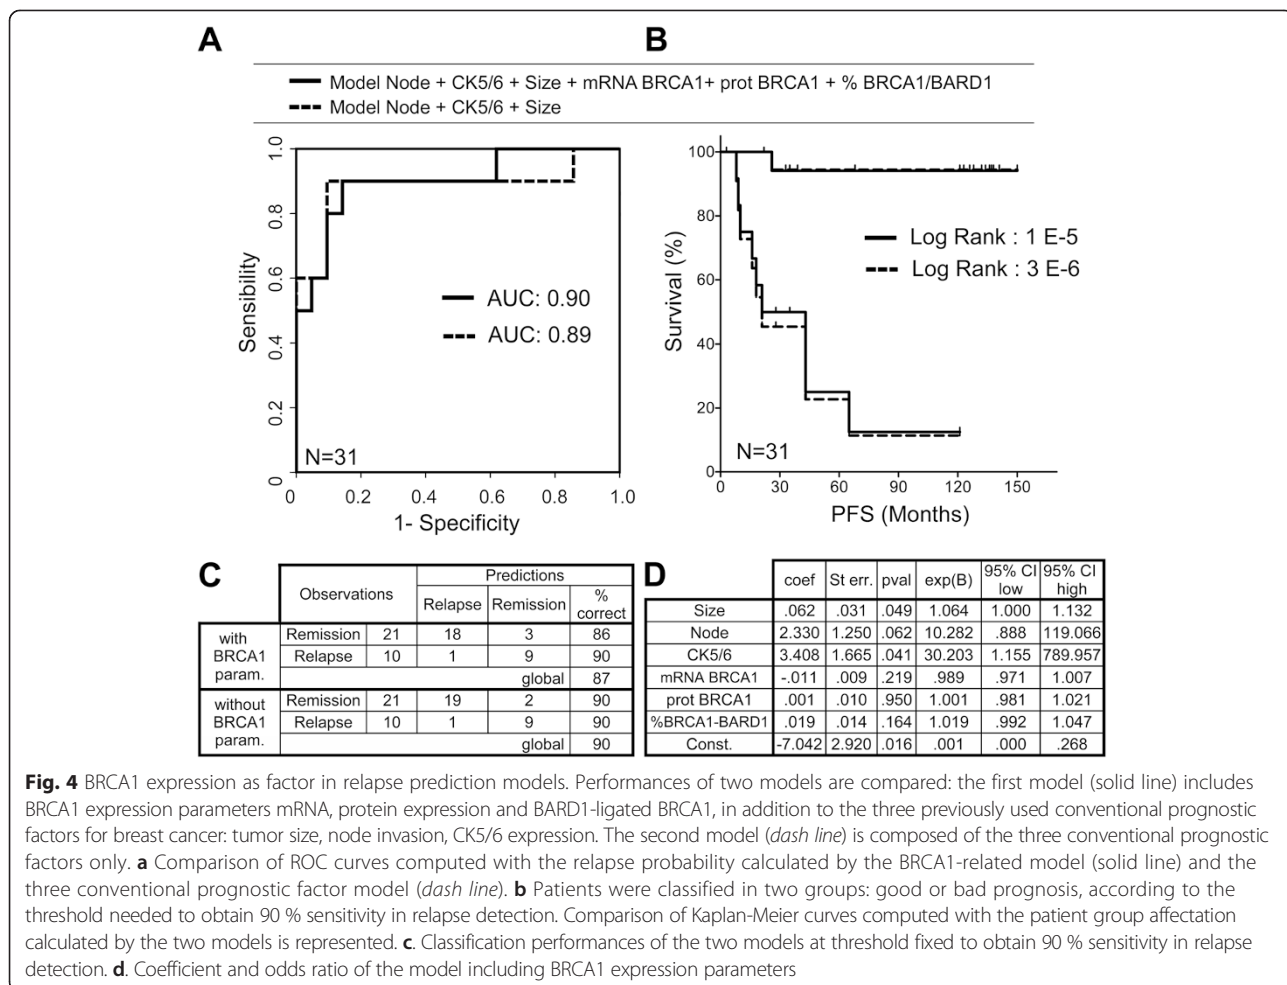 A
B
Model Node + CK5/6 + Size + mRNA BRCA1+ prot BRCA1 + % BRCA1/BARD1
Model Node + CK5/6 + Size
Sensibility
1.0
0.8
0.6
0.4
0.2
0
AUC: 0.90
AUC: 0.89
N=31
0 0.2 0.4 0.6 0.8 1.0
1- Specificity
Survival (%)
100
80
60
40
20
0
Log Rank : 1 E-5
Log Rank : 3 E-6
N=31
0 30 60 90 120 150
PFS (Months)
C
Observations Predictions
Relapse Remission % correct
with BRCA1 param.
Remission 21 18 3 86
Relapse 10 1 9 90
global 87
without BRCA1 param.
Remission 21 19 2 90
Relapse 10 1 9 90
global 90
D
coef St err. pval exp(B) 95% CI low 95% CI high
Size .062 .031 .049 1.064 1.000 1.132
Node 2.330 1.250 .062 10.282 .888 119.066
CK5/6 3.408 1.665 .041 30.203 1.155 789.957
mRNA BRCA1 -.011 .009 .219 .989 .971 1.007
prot BRCA1 .001 .010 .950 1.001 .981 1.021
%BRCA1-BARD1 .019 .014 .164 1.019 .992 1.047
Const. -7.042 2.920 .016 .001 .000 .268
Fig. 4 BRCA1 expression as factor in relapse prediction models. Performances of two models are compared: the first model (solid line) includes
BRCA1 expression parameters mRNA, protein expression and BARD1-ligated BRCA1, in addition to the three previously used conventional prognostic
factors for breast cancer: tumor size, node invasion, CK5/6 expression. The second model (dash line) is composed of the three conventional prognostic
factors only. a Comparison of ROC curves computed with the relapse probability calculated by the BRCA1-related model (solid line) and the
three conventional prognostic factor model (dash line). b Patients were classified in two groups: good or bad prognosis, according to the
threshold needed to obtain 90 % sensitivity in relapse detection. Comparison of Kaplan-Meier curves computed with the patient group affectation
calculated by the two models is represented. c. Classification performances of the two models at threshold fixed to obtain 90 % sensitivity in relapse
detection. d. Coefficient and odds ratio of the model including BRCA1 expression parameters